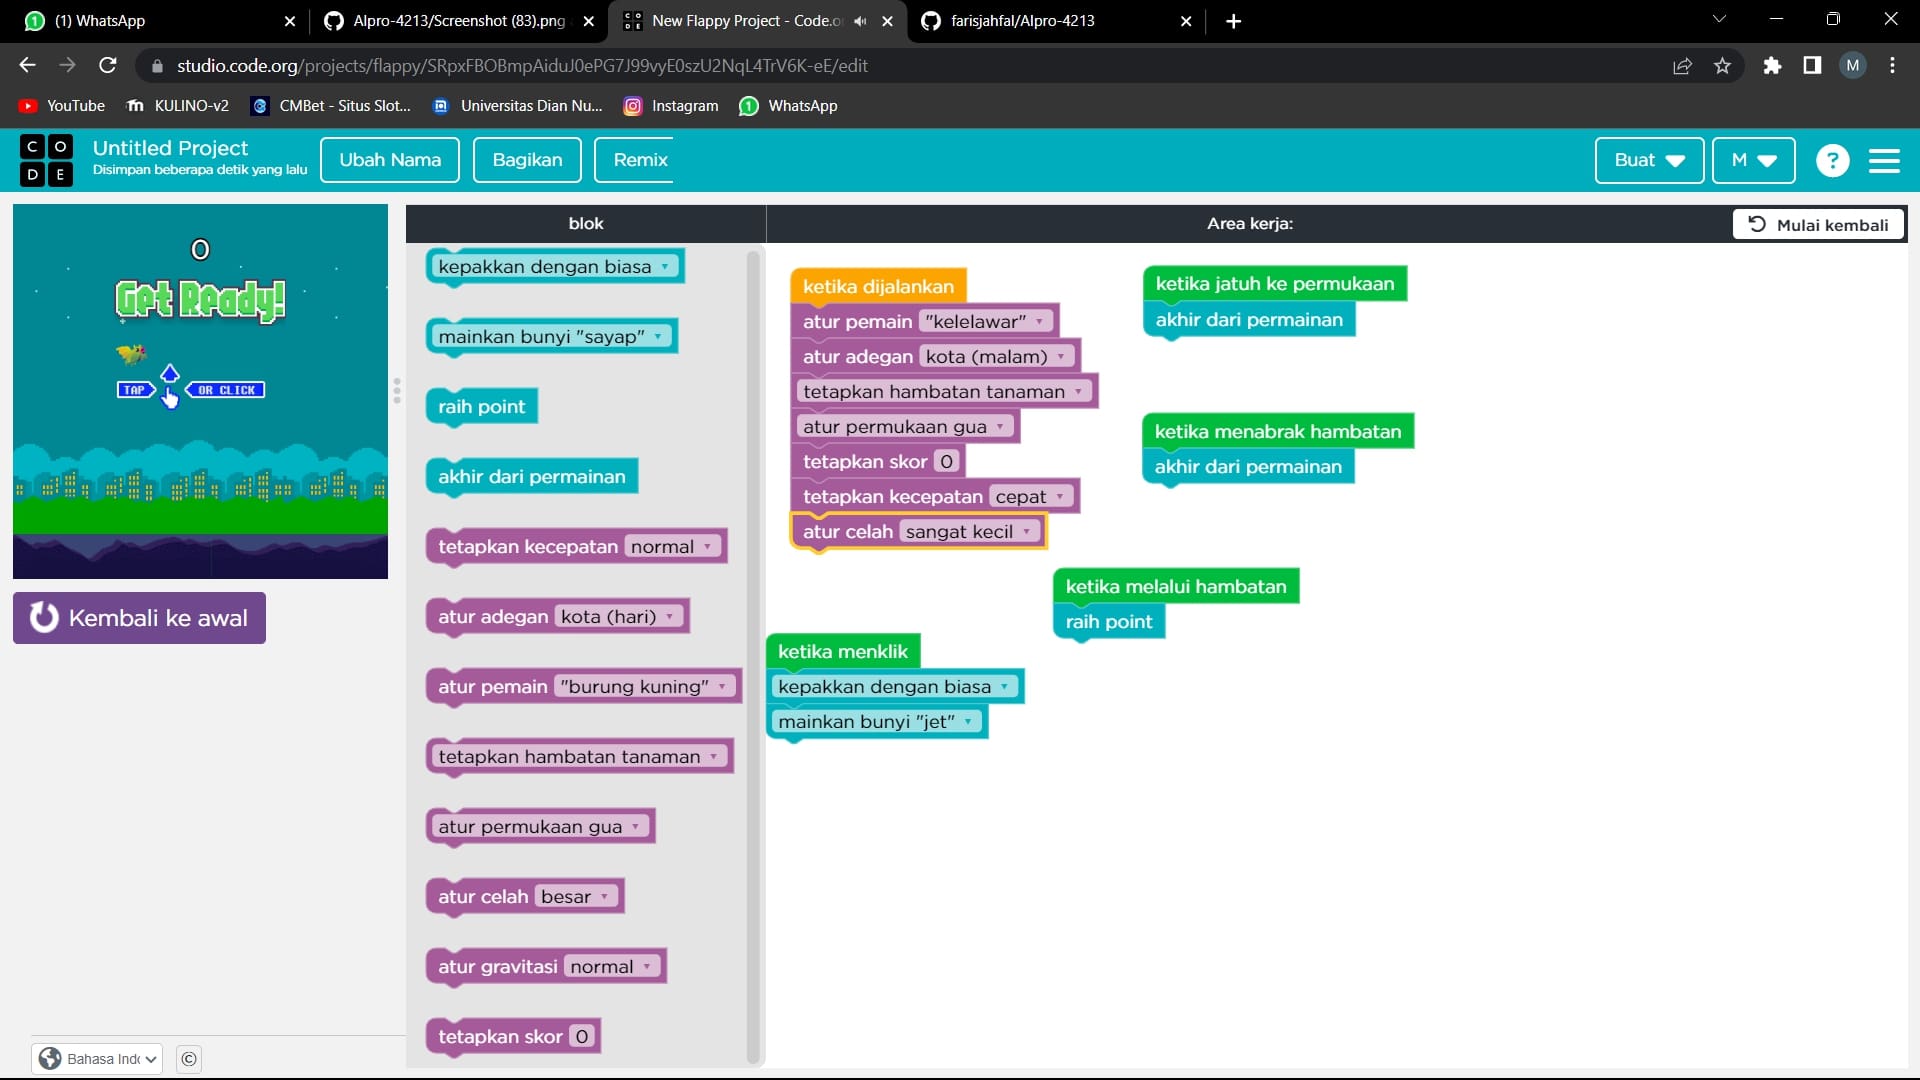 (1) WhatsApp
Alpro-4213/Screenshot (83).png
New Flappy Project - Code.o
farisjahfal/Alpro-4213
studio.code.org/projects/flappy/SRpxFBOBmpAiduJ0ePG7J99vyE0szU2NqL4TrV6K-eE/edit
M
YouTube
KULINO-v2
CMBet - Situs Slot...
Universitas Dian Nu...
Instagram
WhatsApp
C O
D E
Untitled Project
Disimpan beberapa detik yang lalu
Ubah Nama
Bagikan
Remix
Buat
M
?
blok
Area kerja:
Mulai kembali
0
Get Ready!
TAP
OR CLICK
Kembali ke awal
kepakkan dengan biasa
mainkan bunyi "sayap"
raih point
akhir dari permainan
tetapkan kecepatan normal
atur adegan kota (hari)
atur pemain "burung kuning"
tetapkan hambatan tanaman
atur permukaan gua
atur celah besar
atur gravitasi normal
tetapkan skor 0
ketika dijalankan
atur pemain "kelelawar"
atur adegan kota (malam)
tetapkan hambatan tanaman
atur permukaan gua
tetapkan skor 0
tetapkan kecepatan cepat
atur celah sangat kecil
ketika jatuh ke permukaan
akhir dari permainan
ketika menabrak hambatan
akhir dari permainan
ketika melalui hambatan
raih point
ketika menklik
kepakkan dengan biasa
mainkan bunyi "jet"
Bahasa Ind
©